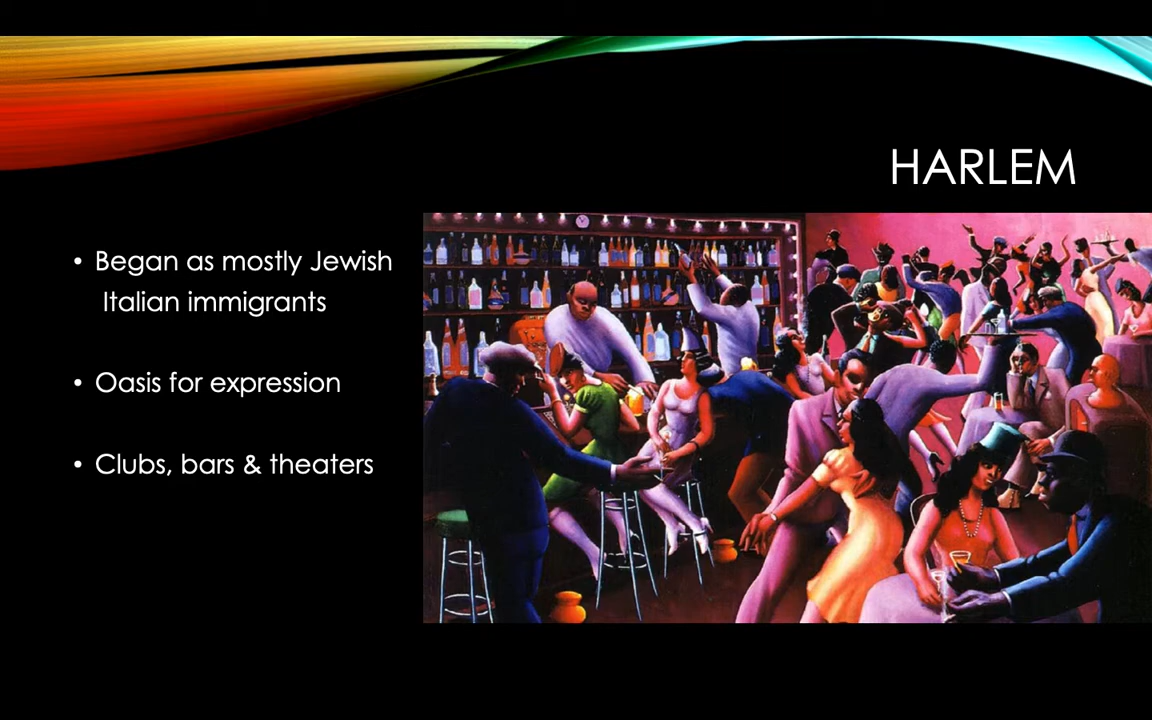 HARLEM
• Began as mostly Jewish
Italian immigrants
• Oasis for expression
• Clubs, bars & theaters